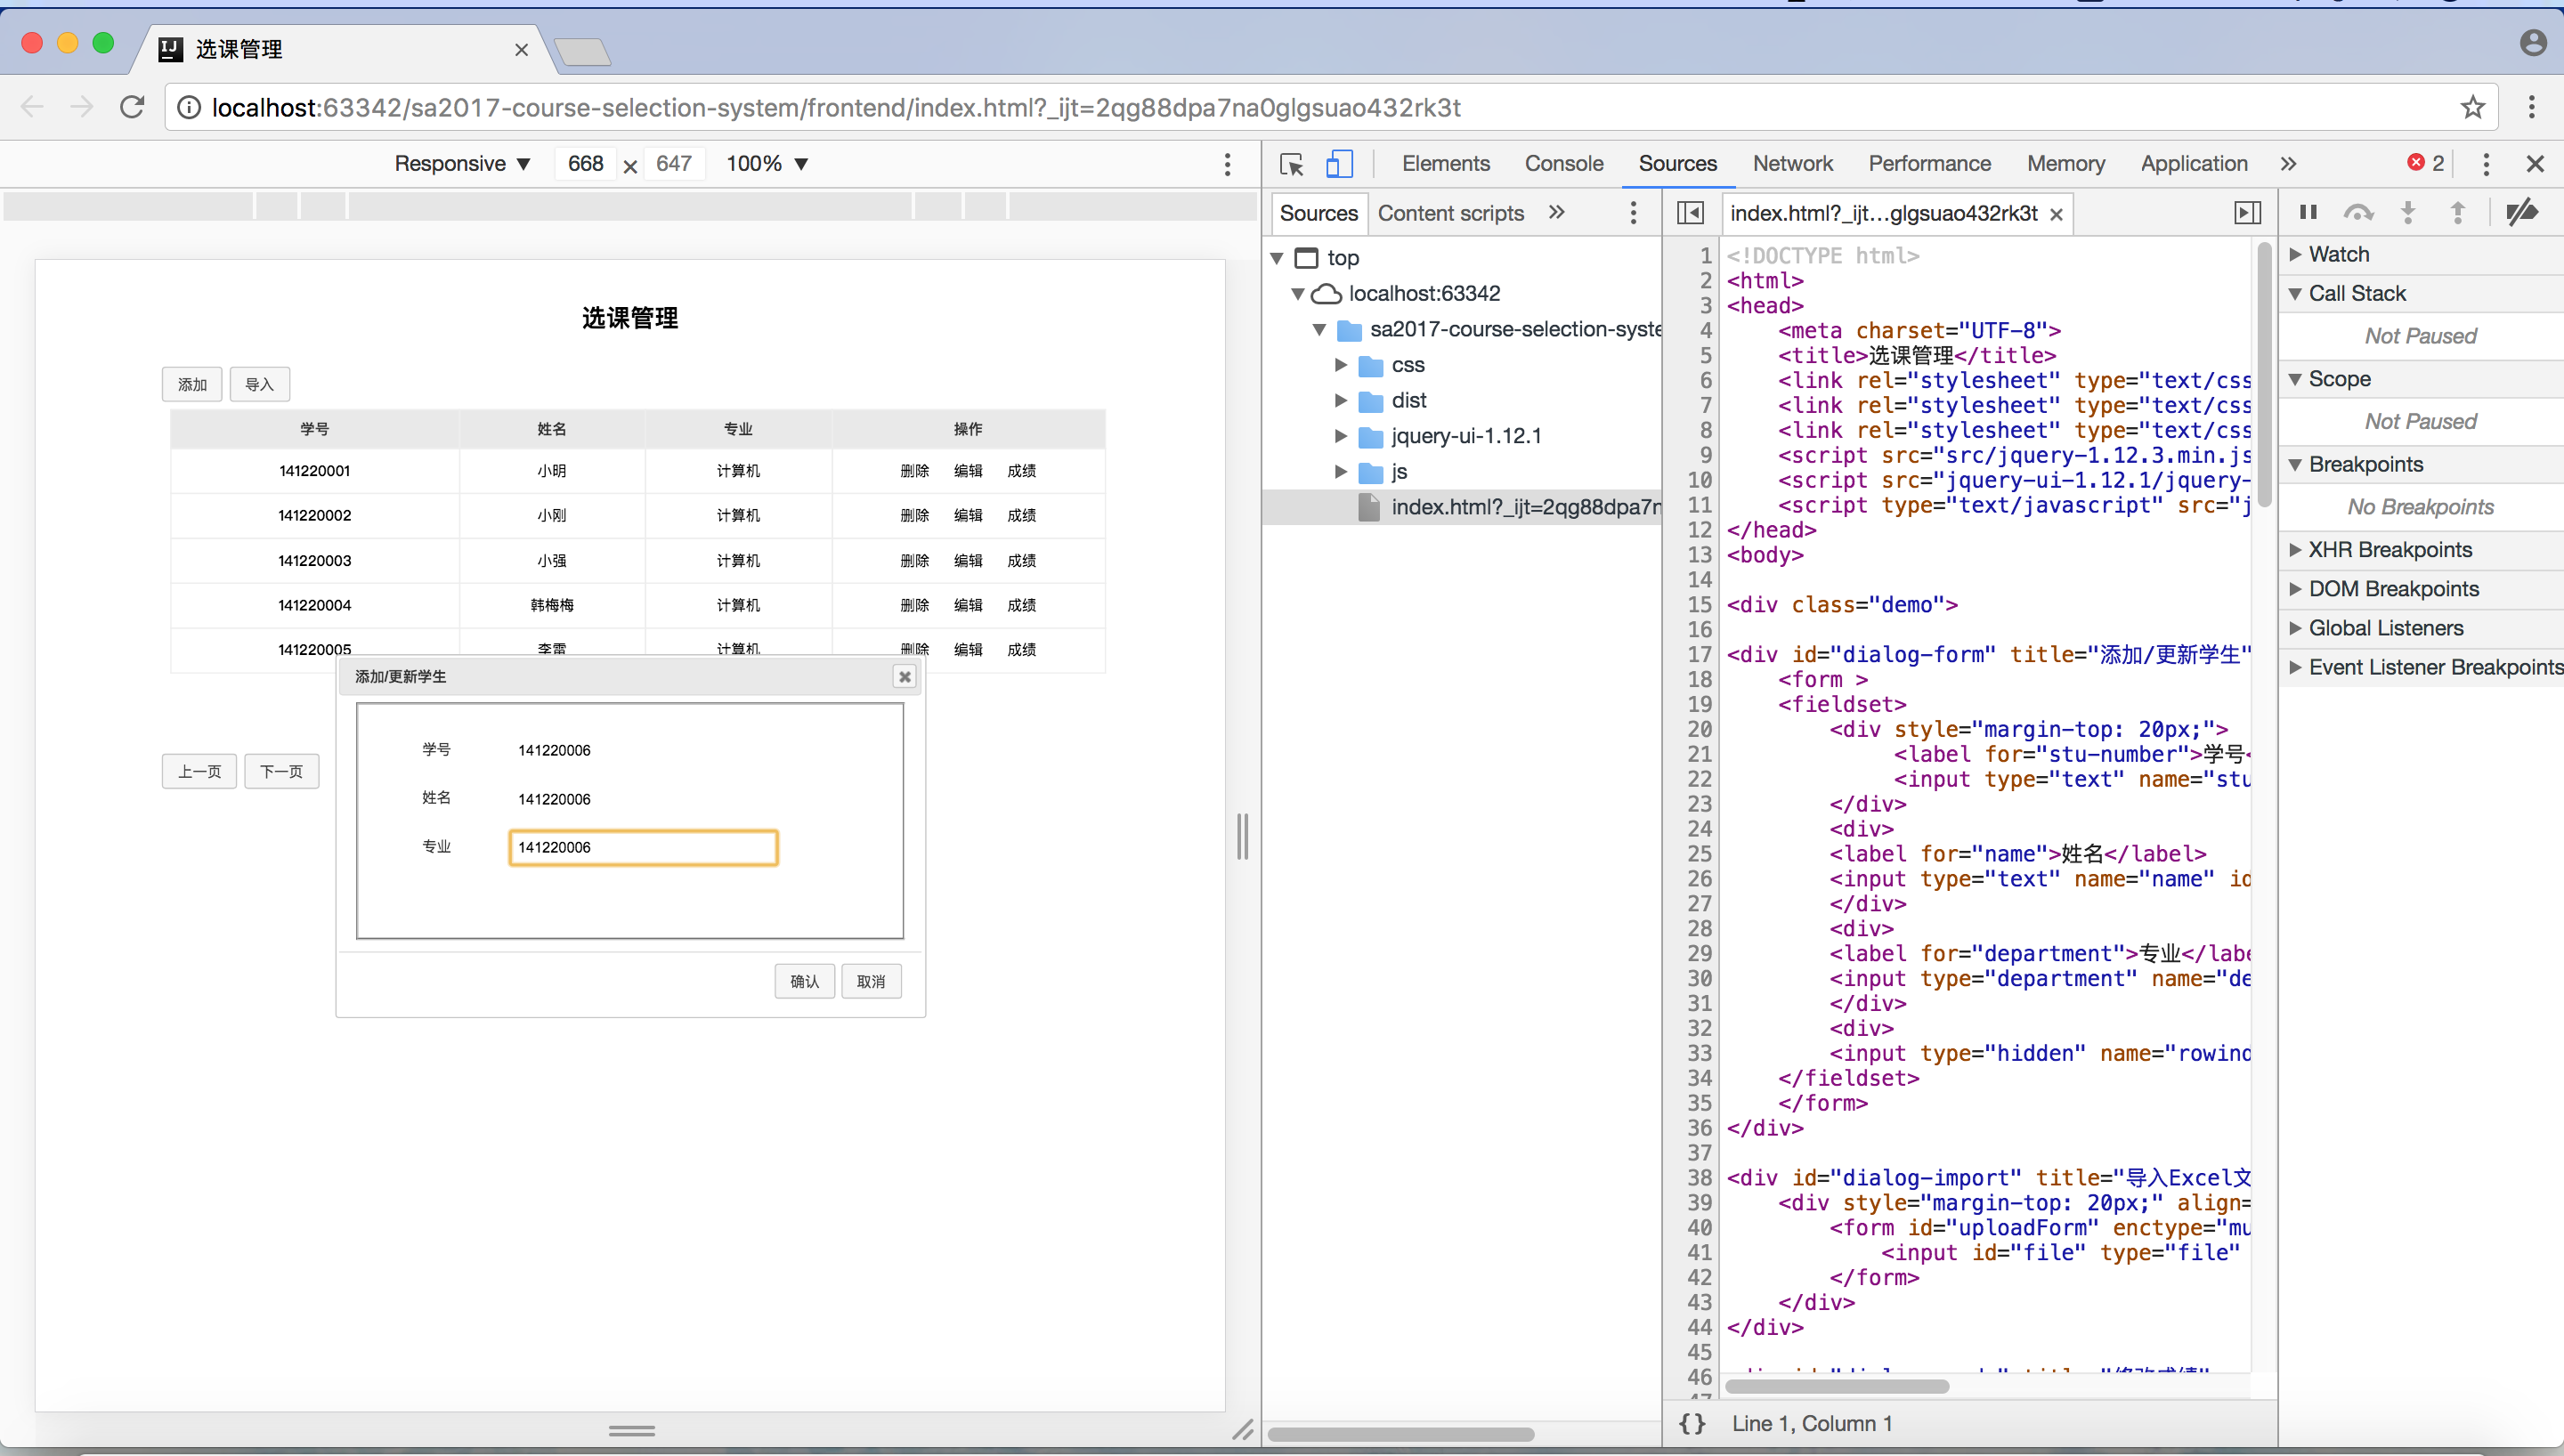 选课管理
localhost:63342/sa2017-course-selection-system/frontend/index.html?_ijt=2qg88dpa7na0glgsuao432rk3t
Responsive 668 × 647 100%
选课管理
添加 导入
学号 姓名 专业 操作
141220001 小明 计算机 删除 编辑 成绩
141220002 小刚 计算机 删除 编辑 成绩
141220003 小强 计算机 删除 编辑 成绩
141220004 韩梅梅 计算机 删除 编辑 成绩
141220005 李雷 计算机 删除 编辑 成绩
添加/更新学生
学号 141220006
姓名 141220006
专业 141220006
确认 取消
上一页 下一页
Elements Console Sources Network Performance Memory Application » 2
Sources Content scripts »
top
localhost:63342
sa2017-course-selection-syste
css
dist
jquery-ui-1.12.1
js
index.html?_ijt=2qg88dpa7n
index.html?_ijt…glgsuao432rk3t
1 <!DOCTYPE html>
2 <html>
3 <head>
4 <meta charset="UTF-8">
5 <title>选课管理</title>
6 <link rel="stylesheet" type="text/css
7 <link rel="stylesheet" type="text/css
8 <link rel="stylesheet" type="text/css
9 <script src="src/jquery-1.12.3.min.js
10 <script src="jquery-ui-1.12.1/jquery-
11 <script type="text/javascript" src="j
12 </head>
13 <body>
14
15 <div class="demo">
16
17 <div id="dialog-form" title="添加/更新学生"
18 <form >
19 <fieldset>
20 <div style="margin-top: 20px;">
21 <label for="stu-number">学号<
22 <input type="text" name="stu
23 </div>
24 <div>
25 <label for="name">姓名</label>
26 <input type="text" name="name" id
27 </div>
28 <div>
29 <label for="department">专业</labe
30 <input type="department" name="de
31 </div>
32 <div>
33 <input type="hidden" name="rowind
34 </fieldset>
35 </form>
36 </div>
37
38 <div id="dialog-import" title="导入Excel文
39 <div style="margin-top: 20px;" align=
40 <form id="uploadForm" enctype="mu
41 <input id="file" type="file"
42 </form>
43 </div>
44 </div>
45
46
{} Line 1, Column 1
Watch
Call Stack
Not Paused
Scope
Not Paused
Breakpoints
No Breakpoints
XHR Breakpoints
DOM Breakpoints
Global Listeners
Event Listener Breakpoints